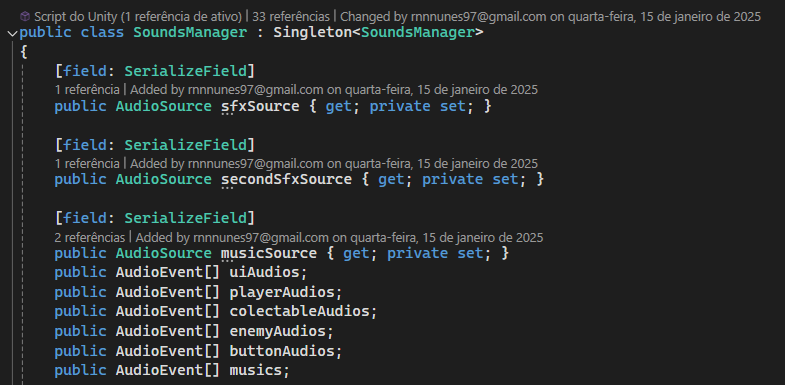 Script do Unity (1 referência de ativo) | 33 referências | Changed by rnnnunes97@gmail.com on quarta-feira, 15 de janeiro de 2025
public class SoundsManager : Singleton<SoundsManager>
{
[field: SerializeField]
1 referência | Added by rnnnunes97@gmail.com on quarta-feira, 15 de janeiro de 2025
public AudioSource sfxSource { get; private set; }
[field: SerializeField]
1 referência | Added by rnnnunes97@gmail.com on quarta-feira, 15 de janeiro de 2025
public AudioSource secondSfxSource { get; private set; }
[field: SerializeField]
2 referências | Added by rnnnunes97@gmail.com on quarta-feira, 15 de janeiro de 2025
public AudioSource musicSource { get; private set; }
public AudioEvent[] uiAudios;
public AudioEvent[] playerAudios;
public AudioEvent[] colectableAudios;
public AudioEvent[] enemyAudios;
public AudioEvent[] buttonAudios;
public AudioEvent[] musics;